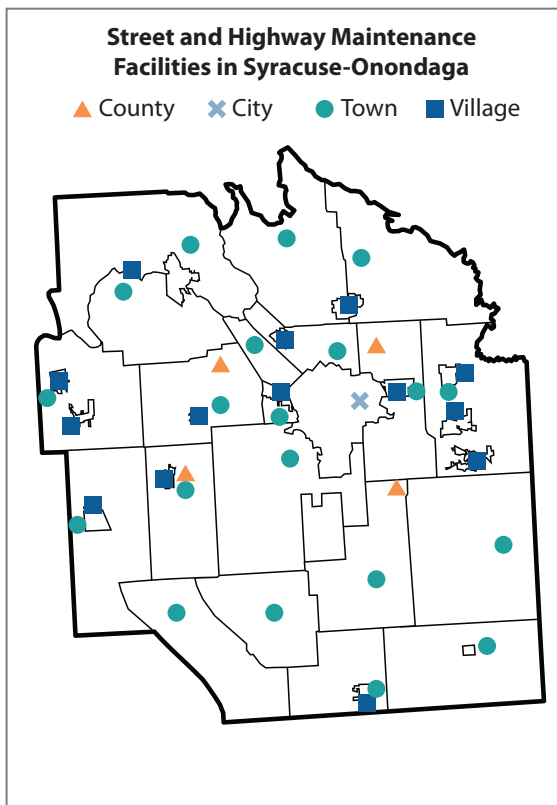 Street and Highway Maintenance
Facilities in Syracuse-Onondaga
County City Town Village